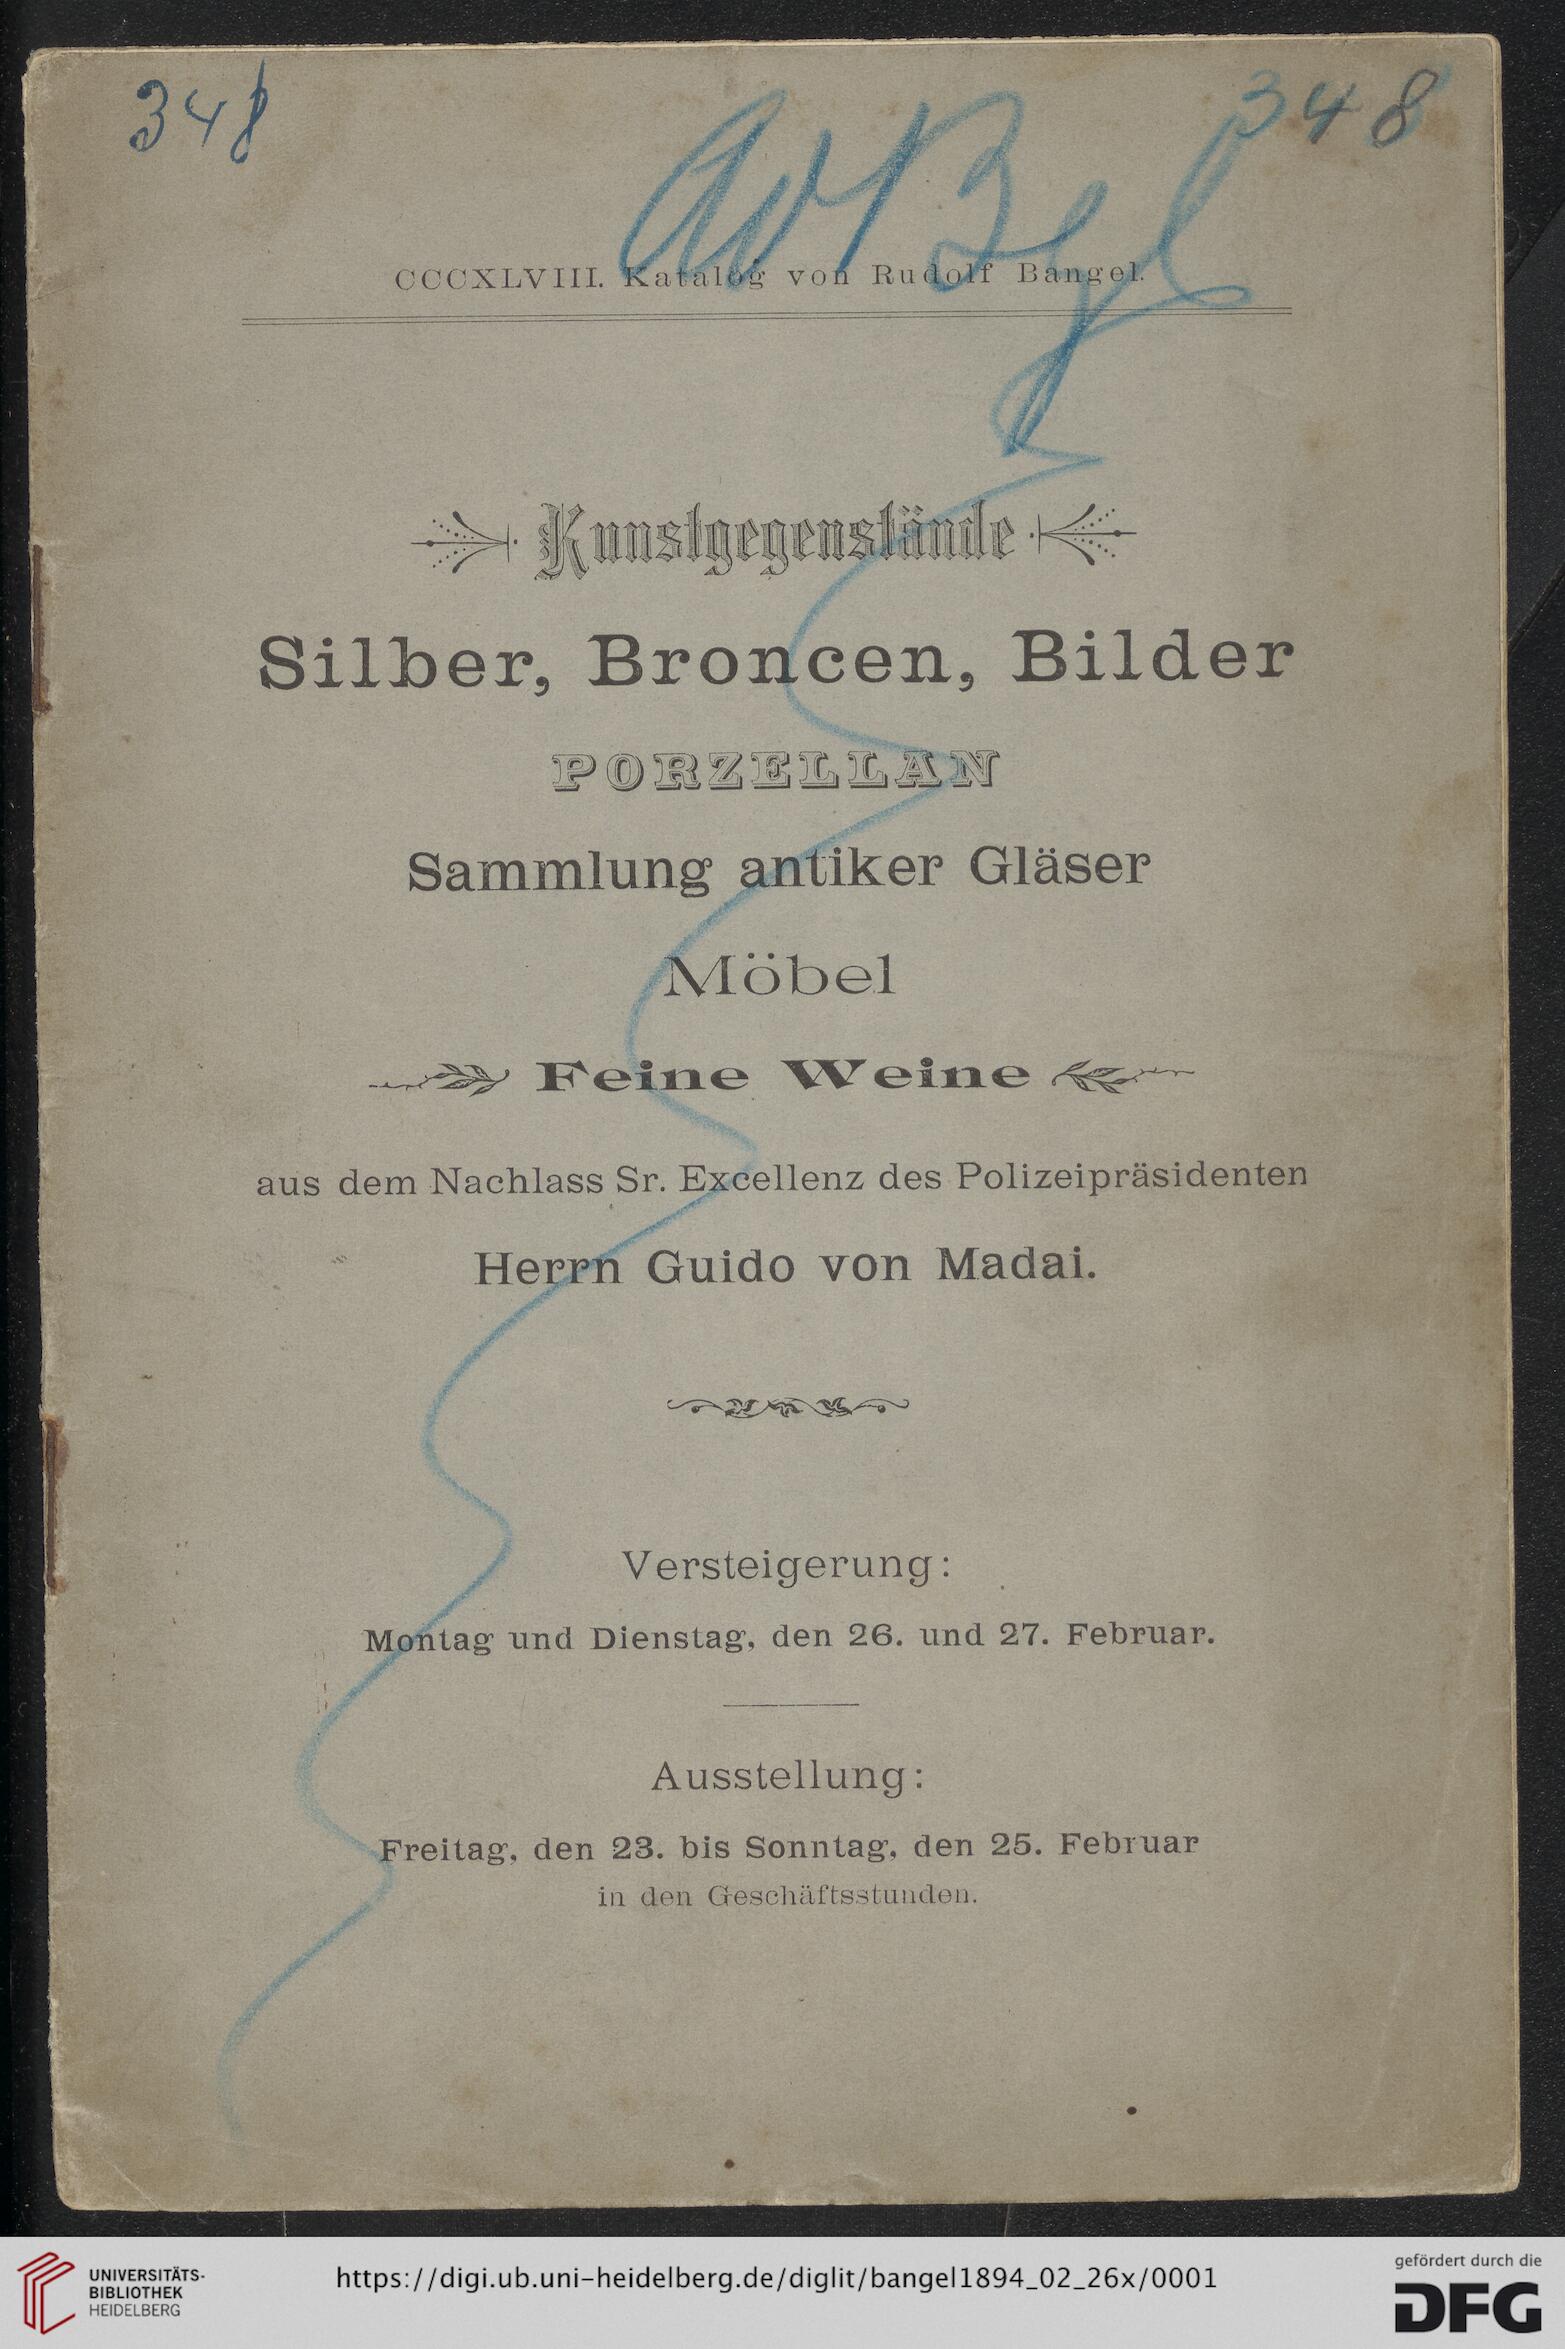 348
348
CCCXLVIII. Katalog von Rudolf Bangel.
Kunstgegenstände
Silber, Broncen, Bilder
PORZELLAN
Sammlung antiker Gläser
Möbel
Feine Weine
aus dem Nachlass Sr. Excellenz des Polizeipräsidenten
Herrn Guido von Madai.
Versteigerung:
Montag und Dienstag, den 26. und 27. Februar.
Ausstellung:
Freitag, den 23. bis Sonntag, den 25. Februar
in den Geschäftsstunden.
UNIVERSITÄTS-
BIBLIOTHEK
HEIDELBERG
https://digi.ub.uni-heidelberg.de/diglit/bangel1894_02_26x/0001
gefördert durch die
DFG